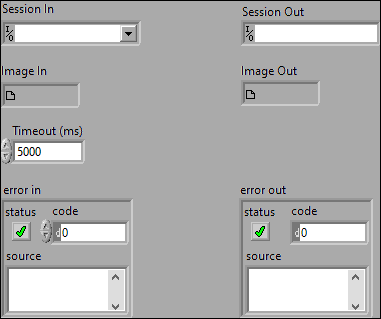 Session In
Session Out
I/O
I/O
Image In
Image Out
Timeout (ms)
5000
error in
error out
status
code
status
code
d 0
d 0
source
source